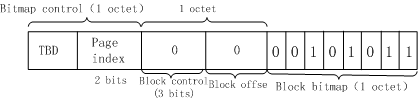 Bitmap control (1 octet) 1 octet
TBD Page index 0 0 0 0 1 0 1 0 1 1
2 bits Block control (3 bits) Block offse Block bitmap (1 octet)